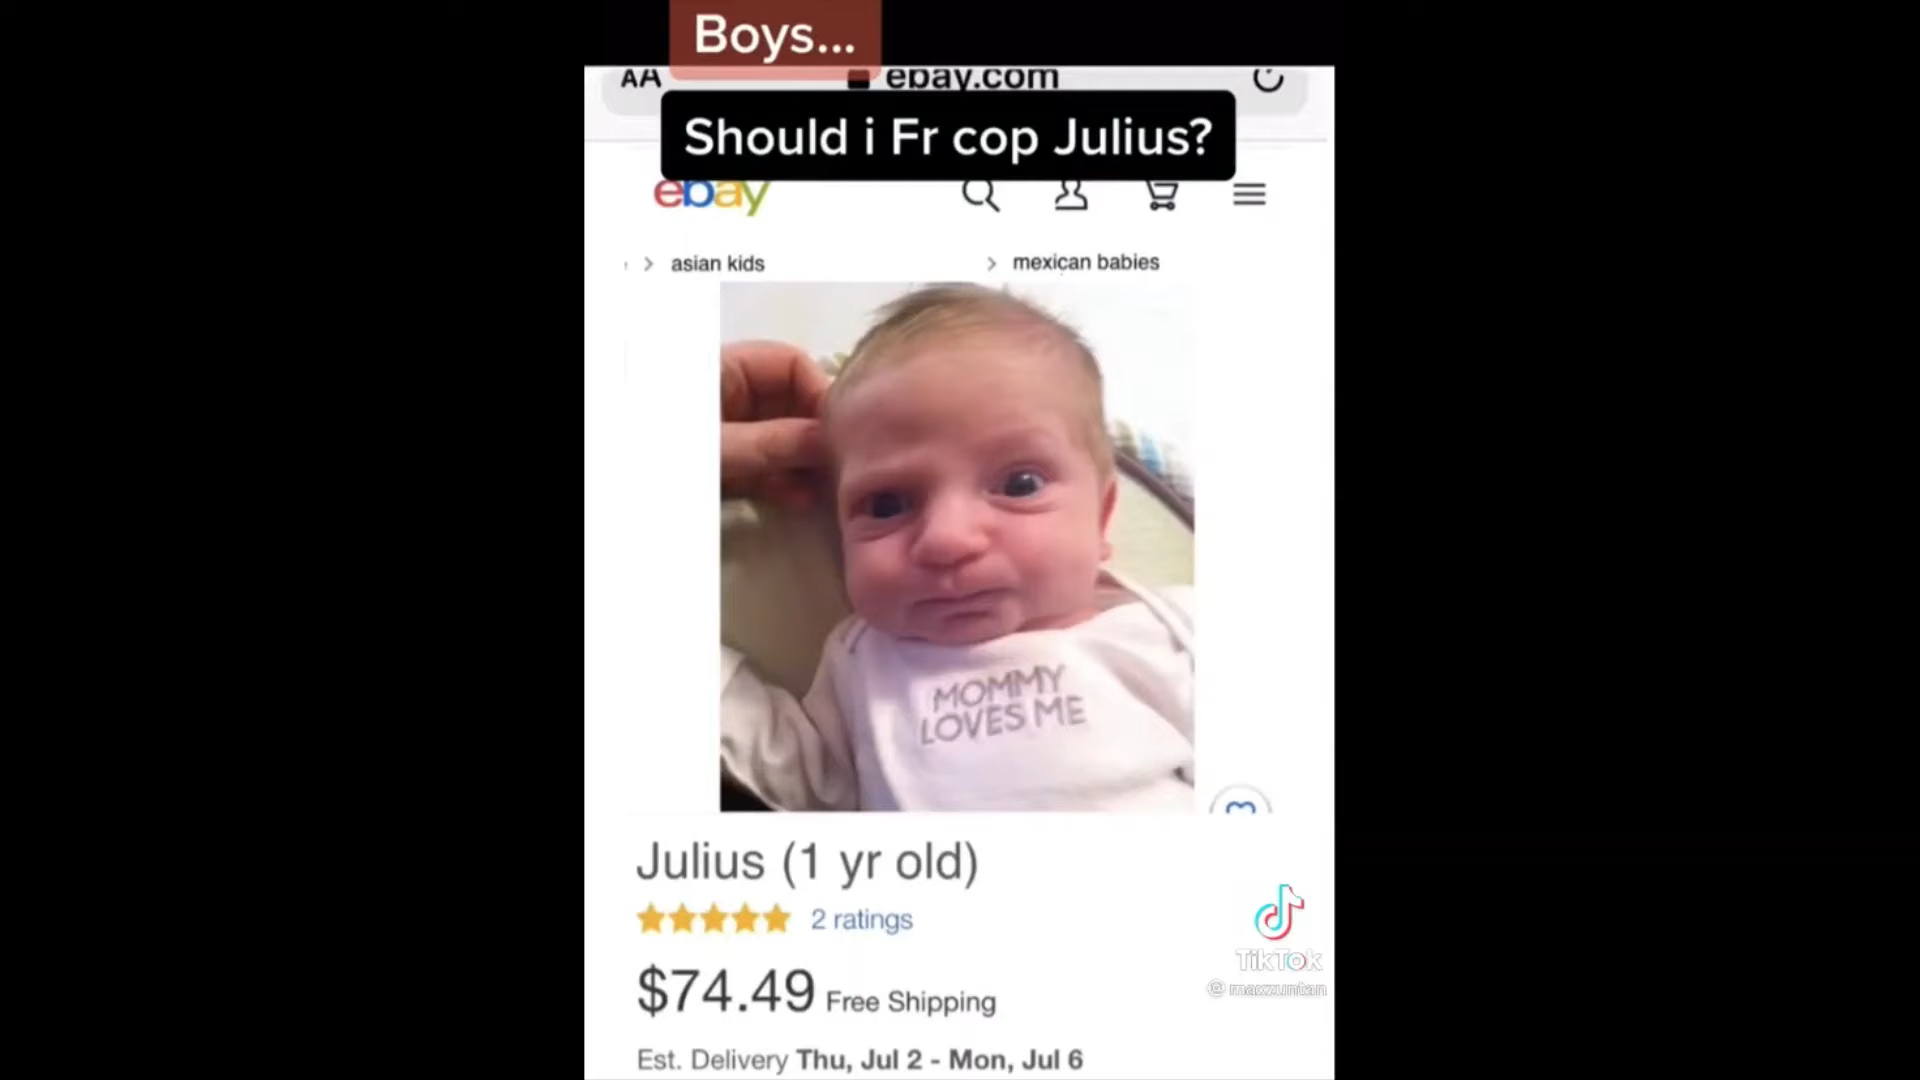 Boys...
AA ebay.com
Should i Fr cop Julius?
ebay
> asian kids > mexican babies
MOMMY
LOVES ME
Julius (1 yr old)
2 ratings
$74.49 Free Shipping
Est. Delivery Thu, Jul 2 - Mon, Jul 6
TikTok